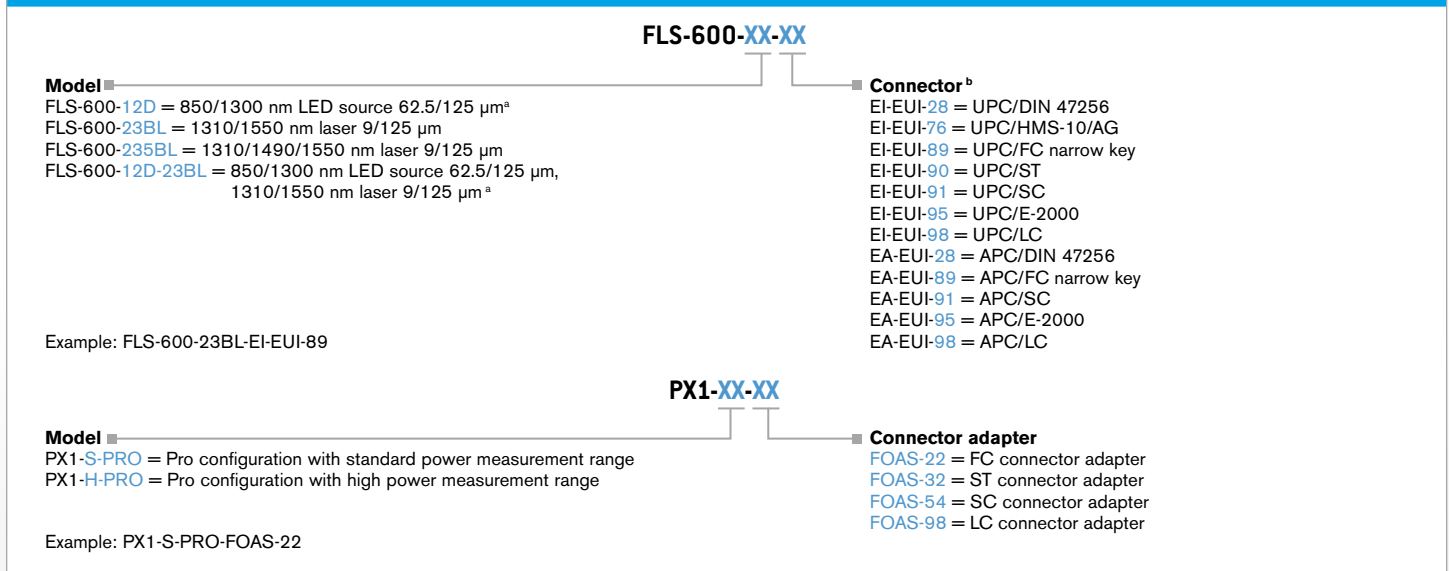 FLS-600-XX-XX
Model
FLS-600-12D = 850/1300 nm LED source 62.5/125 µmᵃ
FLS-600-23BL = 1310/1550 nm laser 9/125 µm
FLS-600-235BL = 1310/1490/1550 nm laser 9/125 µm
FLS-600-12D-23BL = 850/1300 nm LED source 62.5/125 µm,
1310/1550 nm laser 9/125 µm ᵃ
Example: FLS-600-23BL-EI-EUI-89
Connector ᵇ
EI-EUI-28 = UPC/DIN 47256
EI-EUI-76 = UPC/HMS-10/AG
EI-EUI-89 = UPC/FC narrow key
EI-EUI-90 = UPC/ST
EI-EUI-91 = UPC/SC
EI-EUI-95 = UPC/E-2000
EI-EUI-98 = UPC/LC
EA-EUI-28 = APC/DIN 47256
EA-EUI-89 = APC/FC narrow key
EA-EUI-91 = APC/SC
EA-EUI-95 = APC/E-2000
EA-EUI-98 = APC/LC
PX1-XX-XX
Model
PX1-S-PRO = Pro configuration with standard power measurement range
PX1-H-PRO = Pro configuration with high power measurement range
Example: PX1-S-PRO-FOAS-22
Connector adapter
FOAS-22 = FC connector adapter
FOAS-32 = ST connector adapter
FOAS-54 = SC connector adapter
FOAS-98 = LC connector adapter